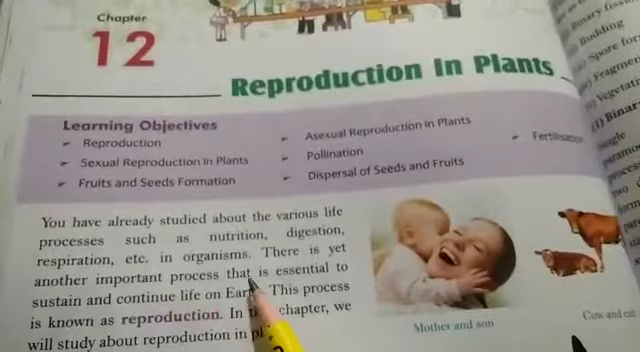 Chapter
12
Reproduction In Plants
Learning Objectives
Reproduction
Sexual Reproduction In Plants
Fruits and Seeds Formation
Asexual Reproduction in Plants
Pollination
Dispersal of Seeds and Fruits
You have already studied about the various life
processes such as nutrition, digestion,
respiration, etc. in organisms. There is yet
another important process that is essential to
sustain and continue life on This process
is known as reproduction. In chapter, we
will study about reproduction in
Mother and son
Cow and
Budding
Spore
(1)